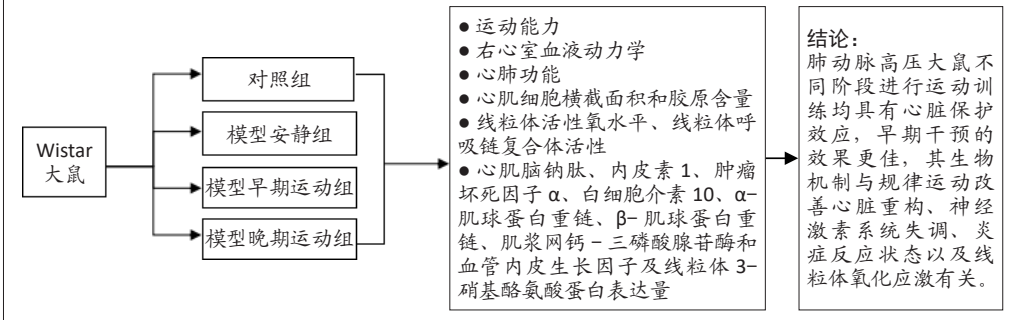 Wistar
大鼠
对照组
模型安静组
模型早期运动组
模型晚期运动组
● 运动能力
● 右心室血液动力学
● 心肺功能
● 心肌细胞横截面积和胶原含量
● 线粒体活性氧水平、线粒体呼
吸链复合体活性
● 心肌脑钠肽、内皮素 1、肿瘤
坏死因子 α、白细胞介素 10、α−
肌球蛋白重链、β− 肌球蛋白重
链、肌浆网钙 − 三磷酸腺苷酶和
血管内皮生长因子及线粒体 3−
硝基酪氨酸蛋白表达量
结论：
肺动脉高压大鼠不
同阶段进行运动训
练均具有心脏保护
效应，早期干预的
效果更佳，其生物
机制与规律运动改
善心脏重构、神经
激素系统失调、炎
症反应状态以及线
粒体氧化应激有关。